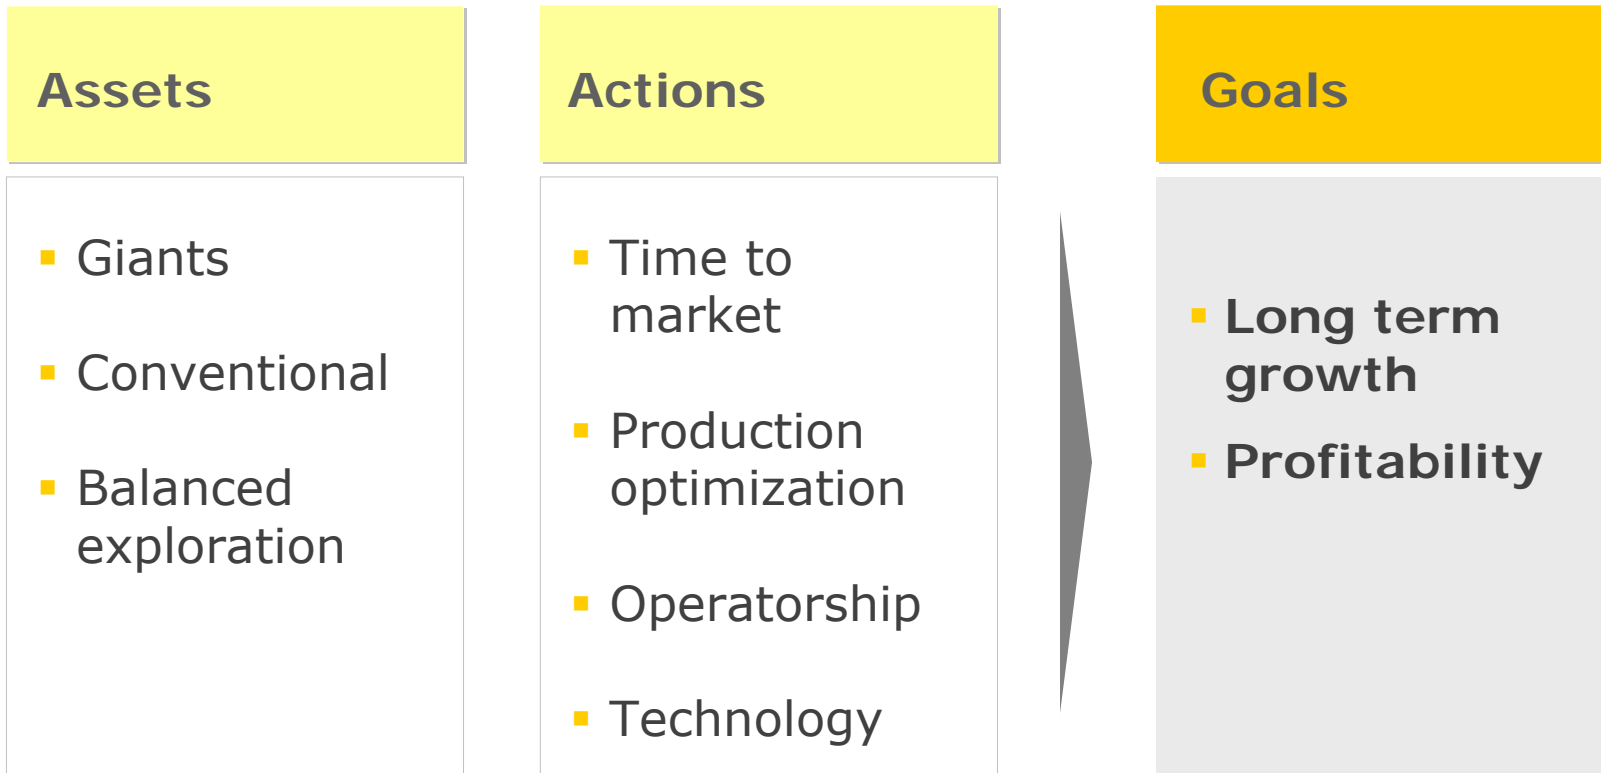 Assets
Giants
Conventional
Balanced
exploration
Actions
Time to
market
Production
optimization
Operatorship
Technology
Goals
Long term
growth
Profitability